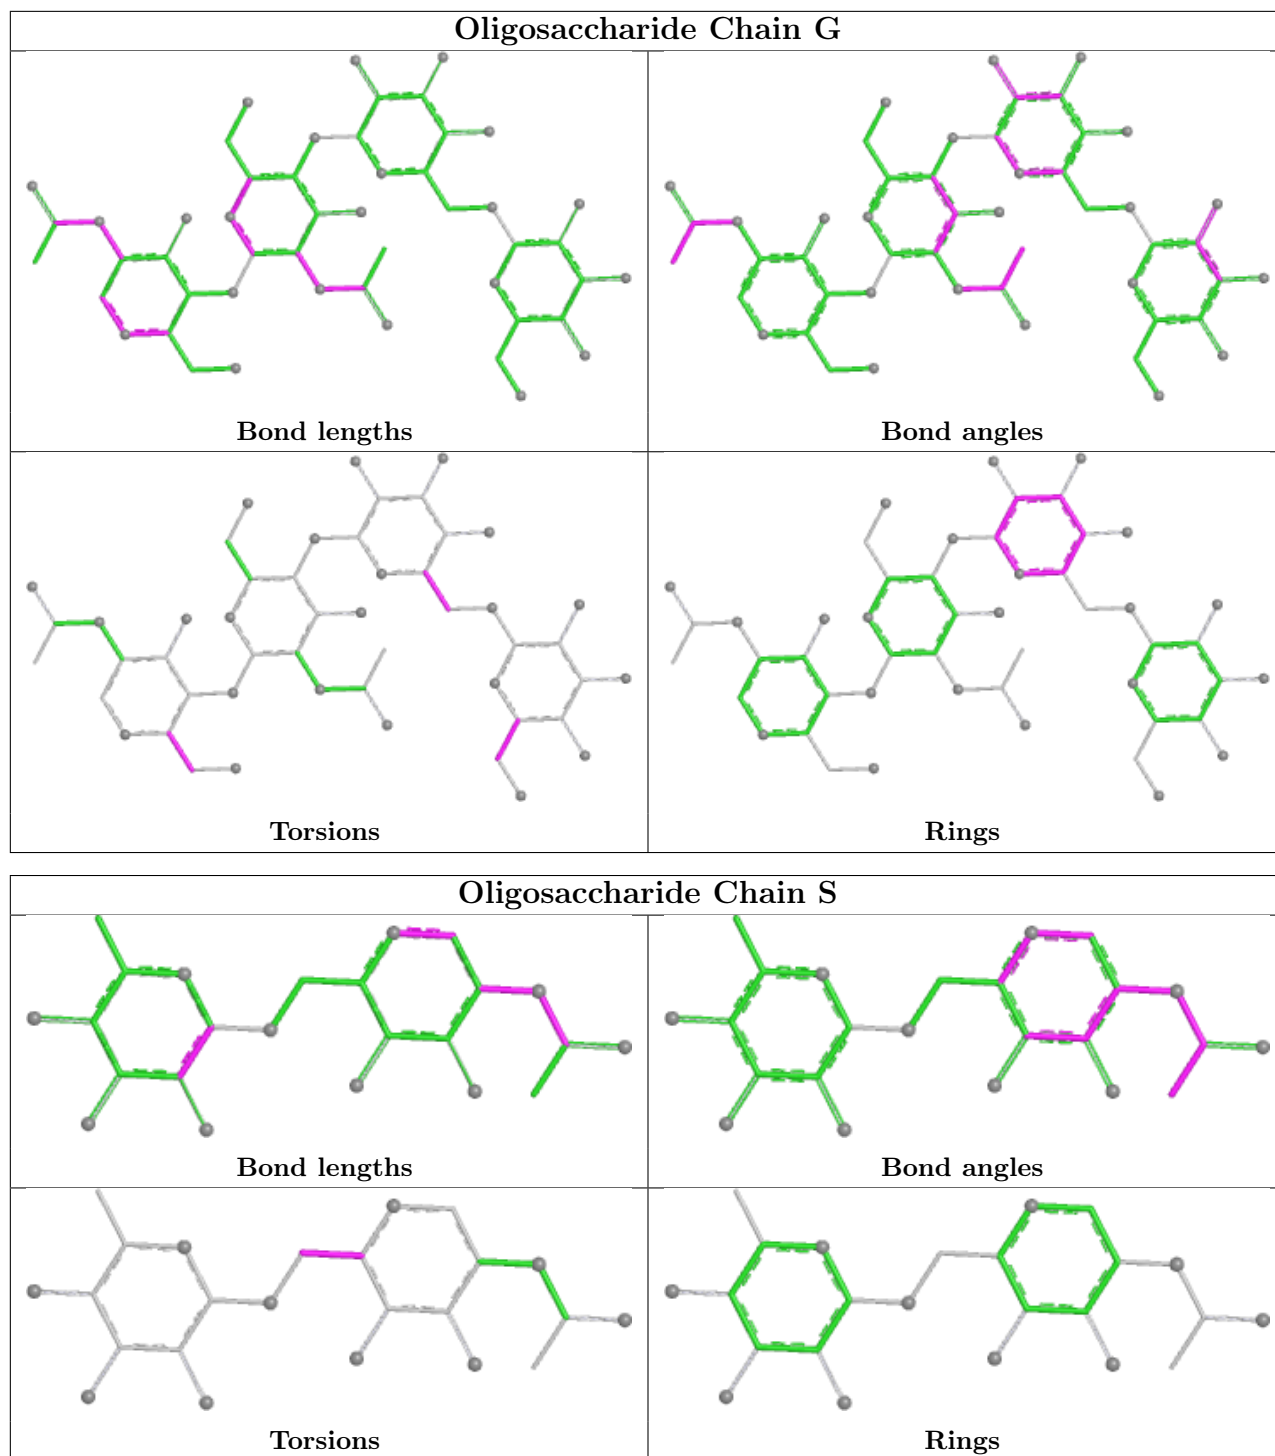 Oligosaccharide Chain G
Bond lengths
Bond angles
Torsions
Rings
Oligosaccharide Chain S
Bond lengths
Bond angles
Torsions
Rings